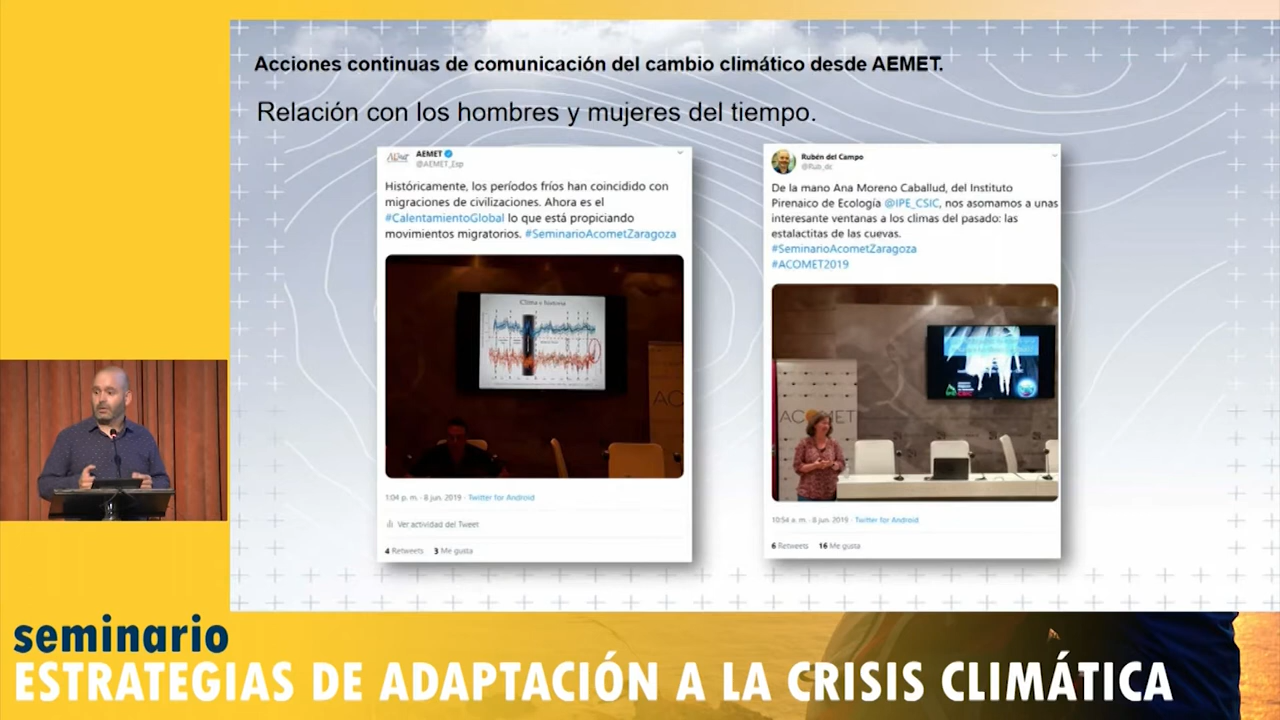 Acciones continuas de comunicación del cambio climático desde AEMET.
Relación con los hombres y mujeres del tiempo.
AEMET
@AEMET_Esp
Históricamente, los períodos fríos han coincidido con
migraciones de civilizaciones. Ahora es el
#CalentamientoGlobal lo que está propiciando
movimientos migratorios. #SeminarioAcometZaragoza
Clima e historia
AC
1:04 p. m. · 8 jun. 2019 · Twitter for Android
Ver actividad del Tweet
4 Retweets 3 Me gusta
Rubén del Campo
@Rub_dc
De la mano Ana Moreno Caballud, del Instituto
Pirenaico de Ecología @IPE_CSIC, nos asomamos a unas
interesante ventanas a los climas del pasado: las
estalactitas de las cuevas.
#SeminarioAcometZaragoza
#ACOMET2019
CSIC
ACOMET
10:54 a. m. · 8 jun. 2019 · Twitter for Android
6 Retweets 16 Me gusta
seminario
ESTRATEGIAS DE ADAPTACIÓN A LA CRISIS CLIMÁTICA